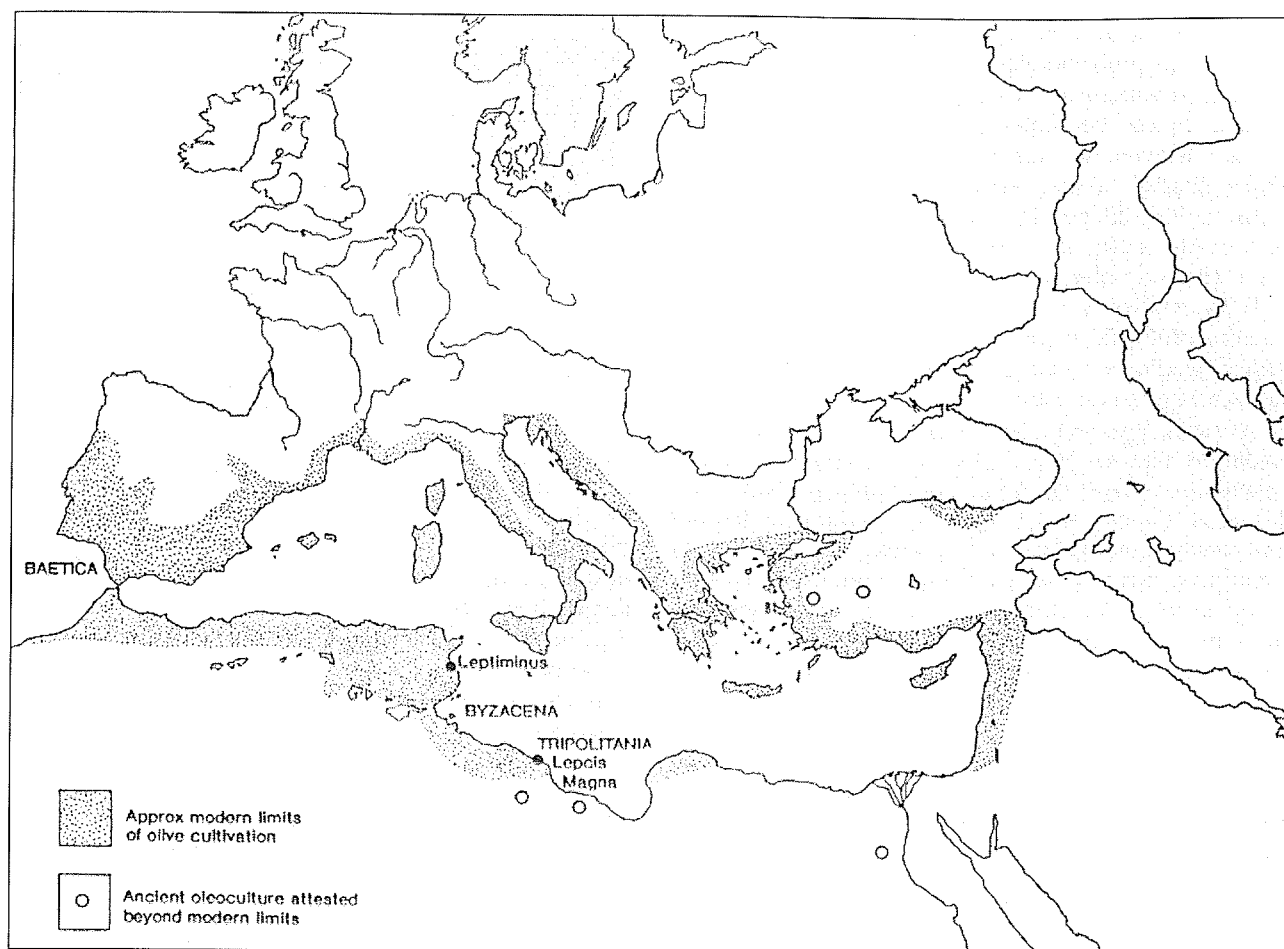 BAETICA
Leptiminus
BYZACENA
TRIPOLITANIA
Lepcis
Magna
Approx modern limits
of olive cultivation
Ancient oleoculture attested
beyond modern limits